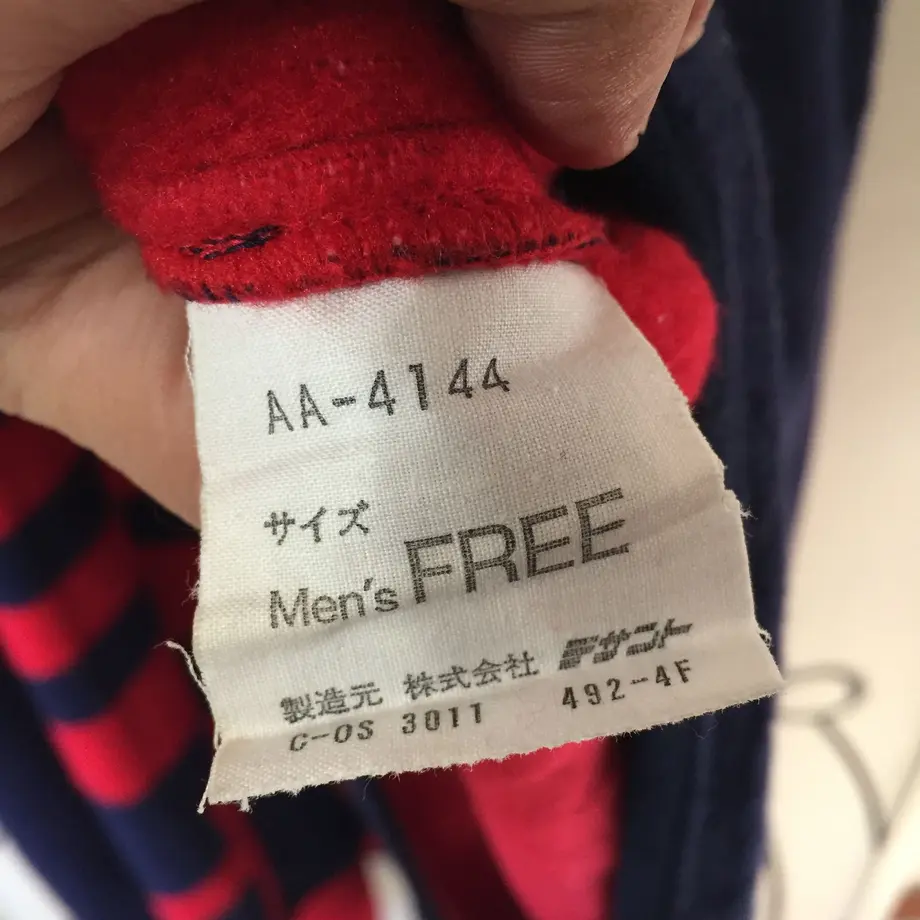 AA-4144
サイズ
Men's FREE
製造元 株式会社 デサント
C-OS 3011 492-4F